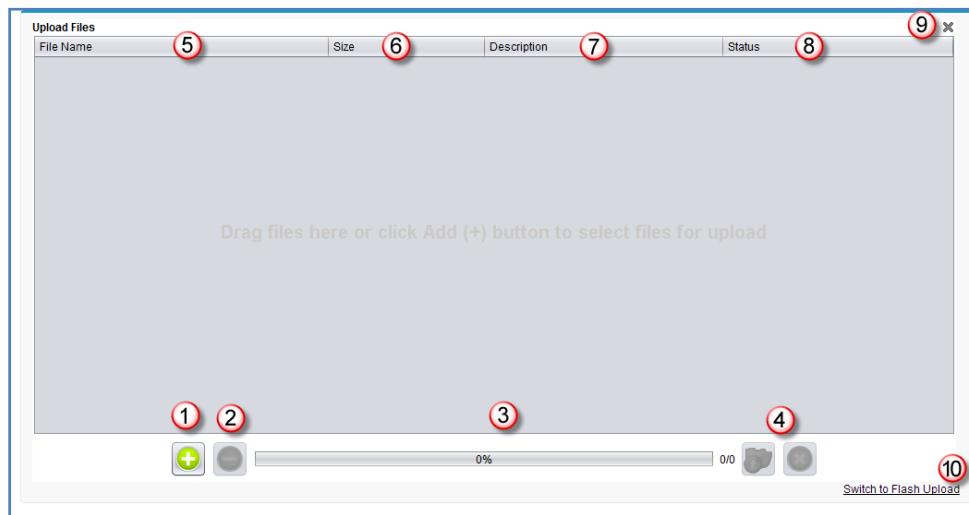 Upload Files
9
File Name 5 Size 6 Description 7 Status 8
Drag files here or click Add (+) button to select files for upload
1 2 3 4
0% 0/0
10
Switch to Flash Upload